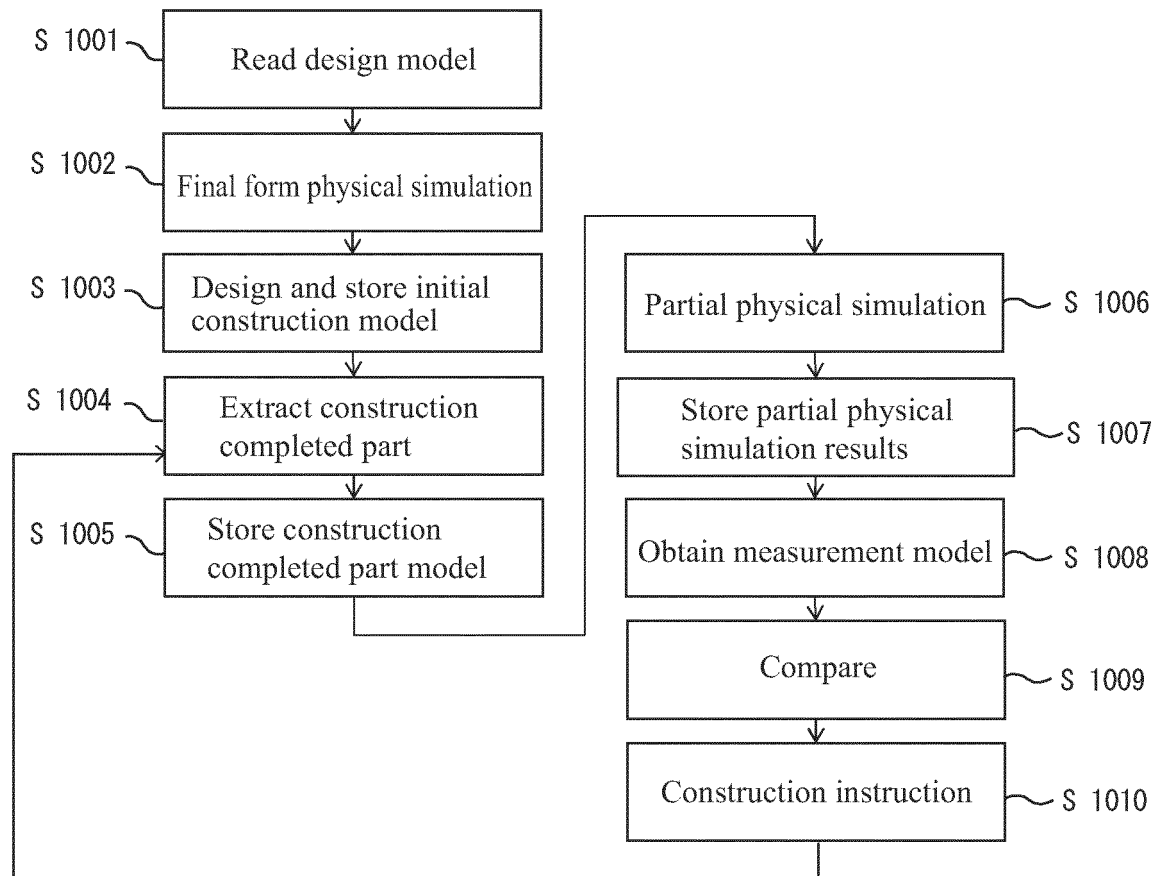 S 1001
Read design model
S 1002
Final form physical simulation
S 1003
Design and store initial
construction model
S 1004
Extract construction
completed part
S 1005
Store construction
completed part model
Partial physical simulation
S 1006
Store partial physical
simulation results
S 1007
Obtain measurement model
S 1008
Compare
S 1009
Construction instruction
S 1010